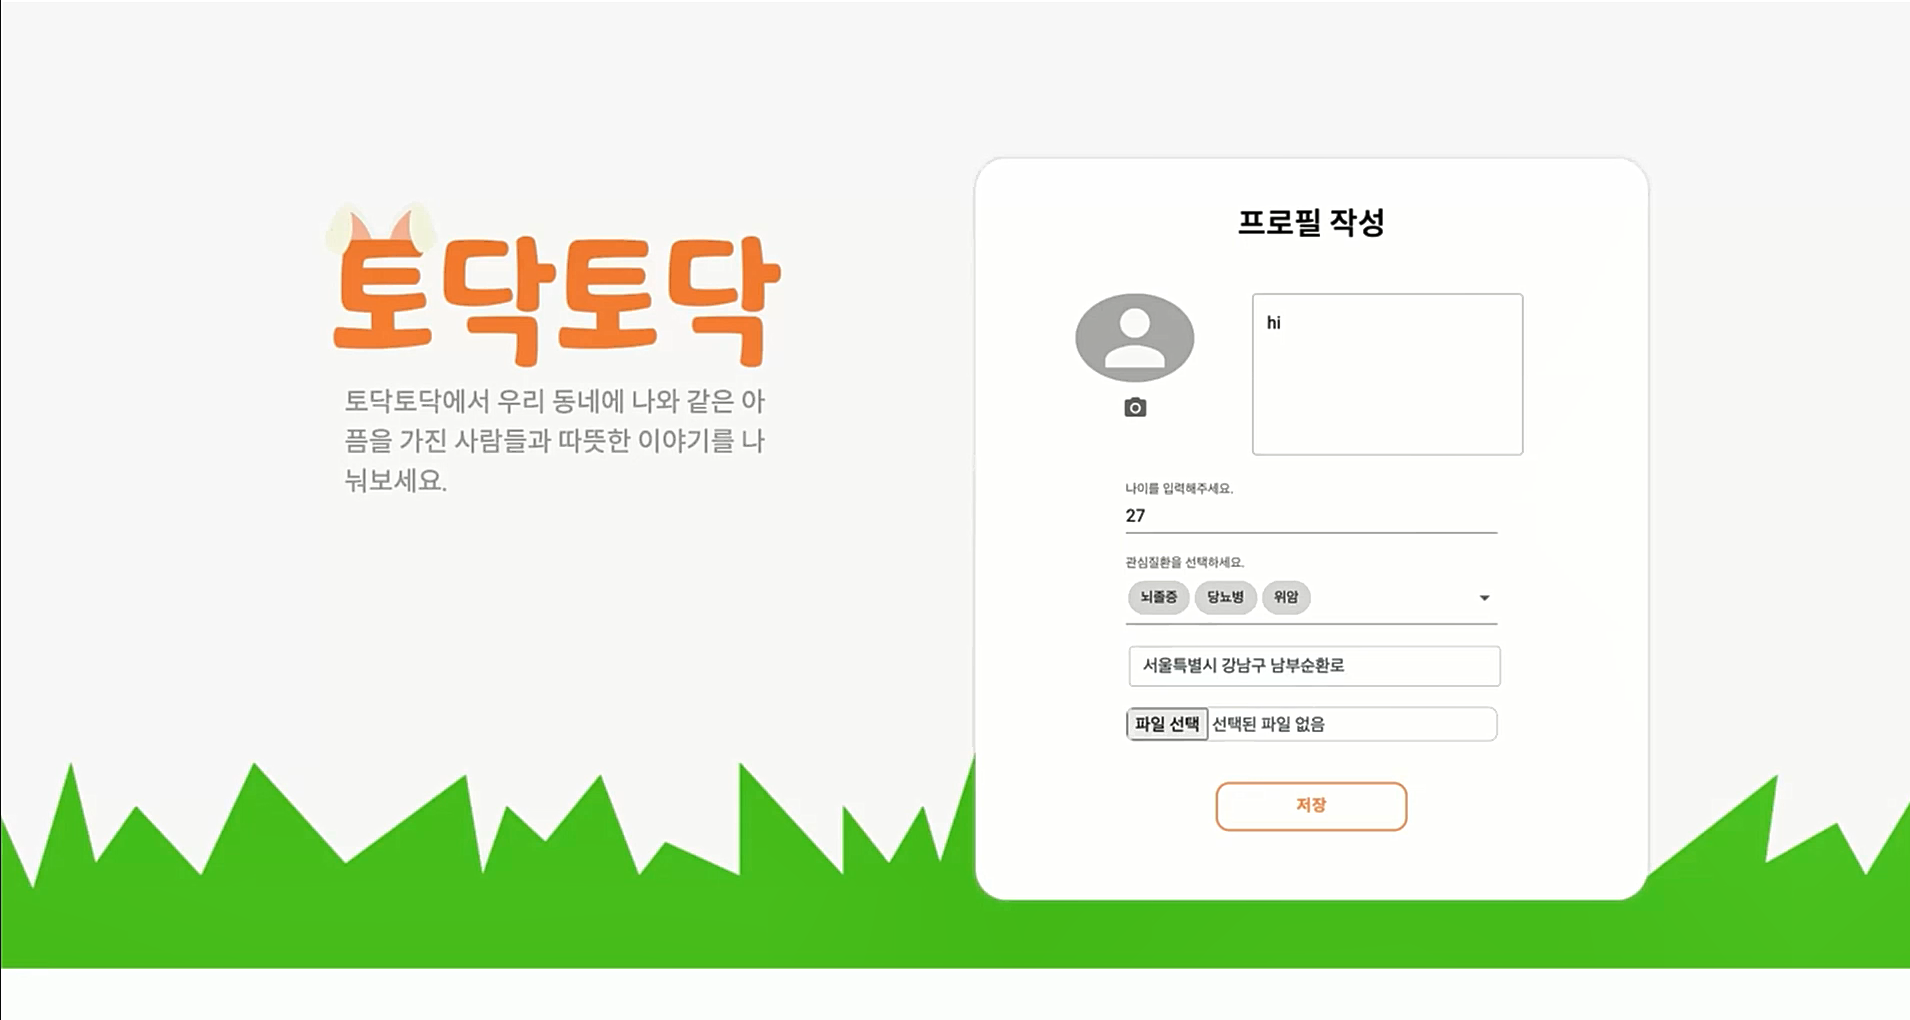 토닥토닥
토닥토닥에서 우리 동네에 나와 같은 아
픔을 가진 사람들과 따뜻한 이야기를 나
눠보세요.
프로필 작성
hi
나이를 입력해주세요.
27
관심질환을 선택하세요.
뇌졸중 당뇨병 위암
서울특별시 강남구 남부순환로
파일 선택 선택된 파일 없음
저장